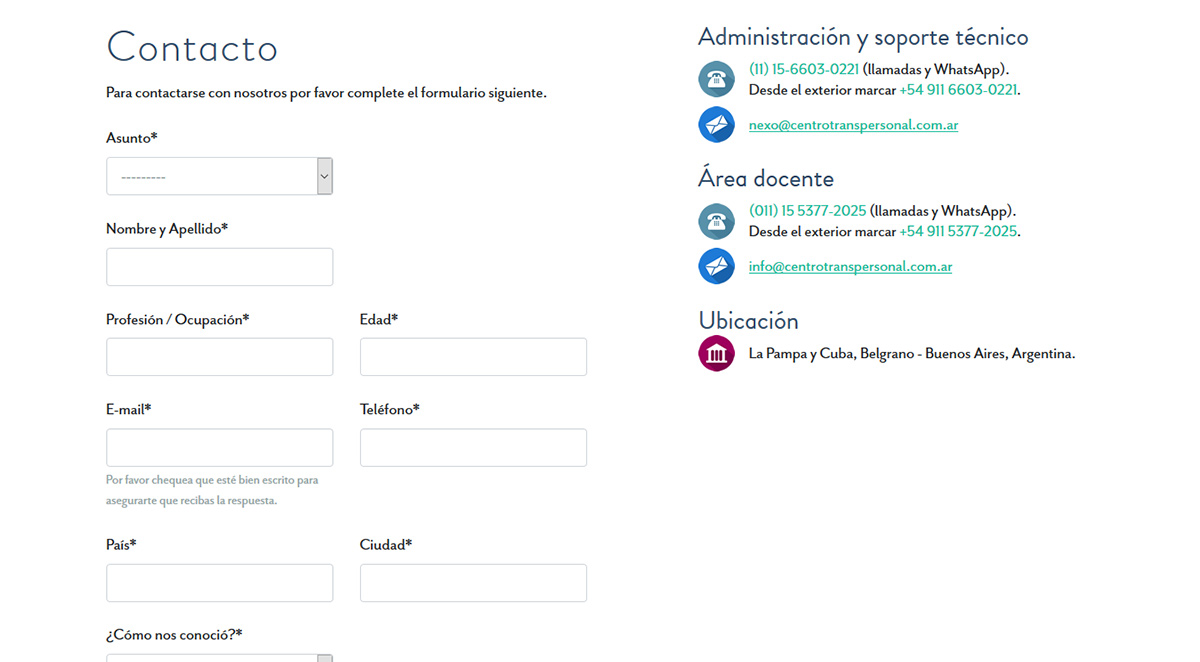 Contacto
Para contactarse con nosotros por favor complete el formulario siguiente.
Asunto*
---------
Nombre y Apellido*
Profesión / Ocupación*
Edad*
E-mail*
Teléfono*
Por favor chequea que esté bien escrito para
asegurarte que recibas la respuesta.
País*
Ciudad*
¿Cómo nos conoció?*
Administración y soporte técnico
(11) 15-6603-0221 (llamadas y WhatsApp).
Desde el exterior marcar +54 911 6603-0221.
nexo@centrotranspersonal.com.ar
Área docente
(011) 15 5377-2025 (llamadas y WhatsApp).
Desde el exterior marcar +54 911 5377-2025.
info@centrotranspersonal.com.ar
Ubicación
La Pampa y Cuba, Belgrano - Buenos Aires, Argentina.